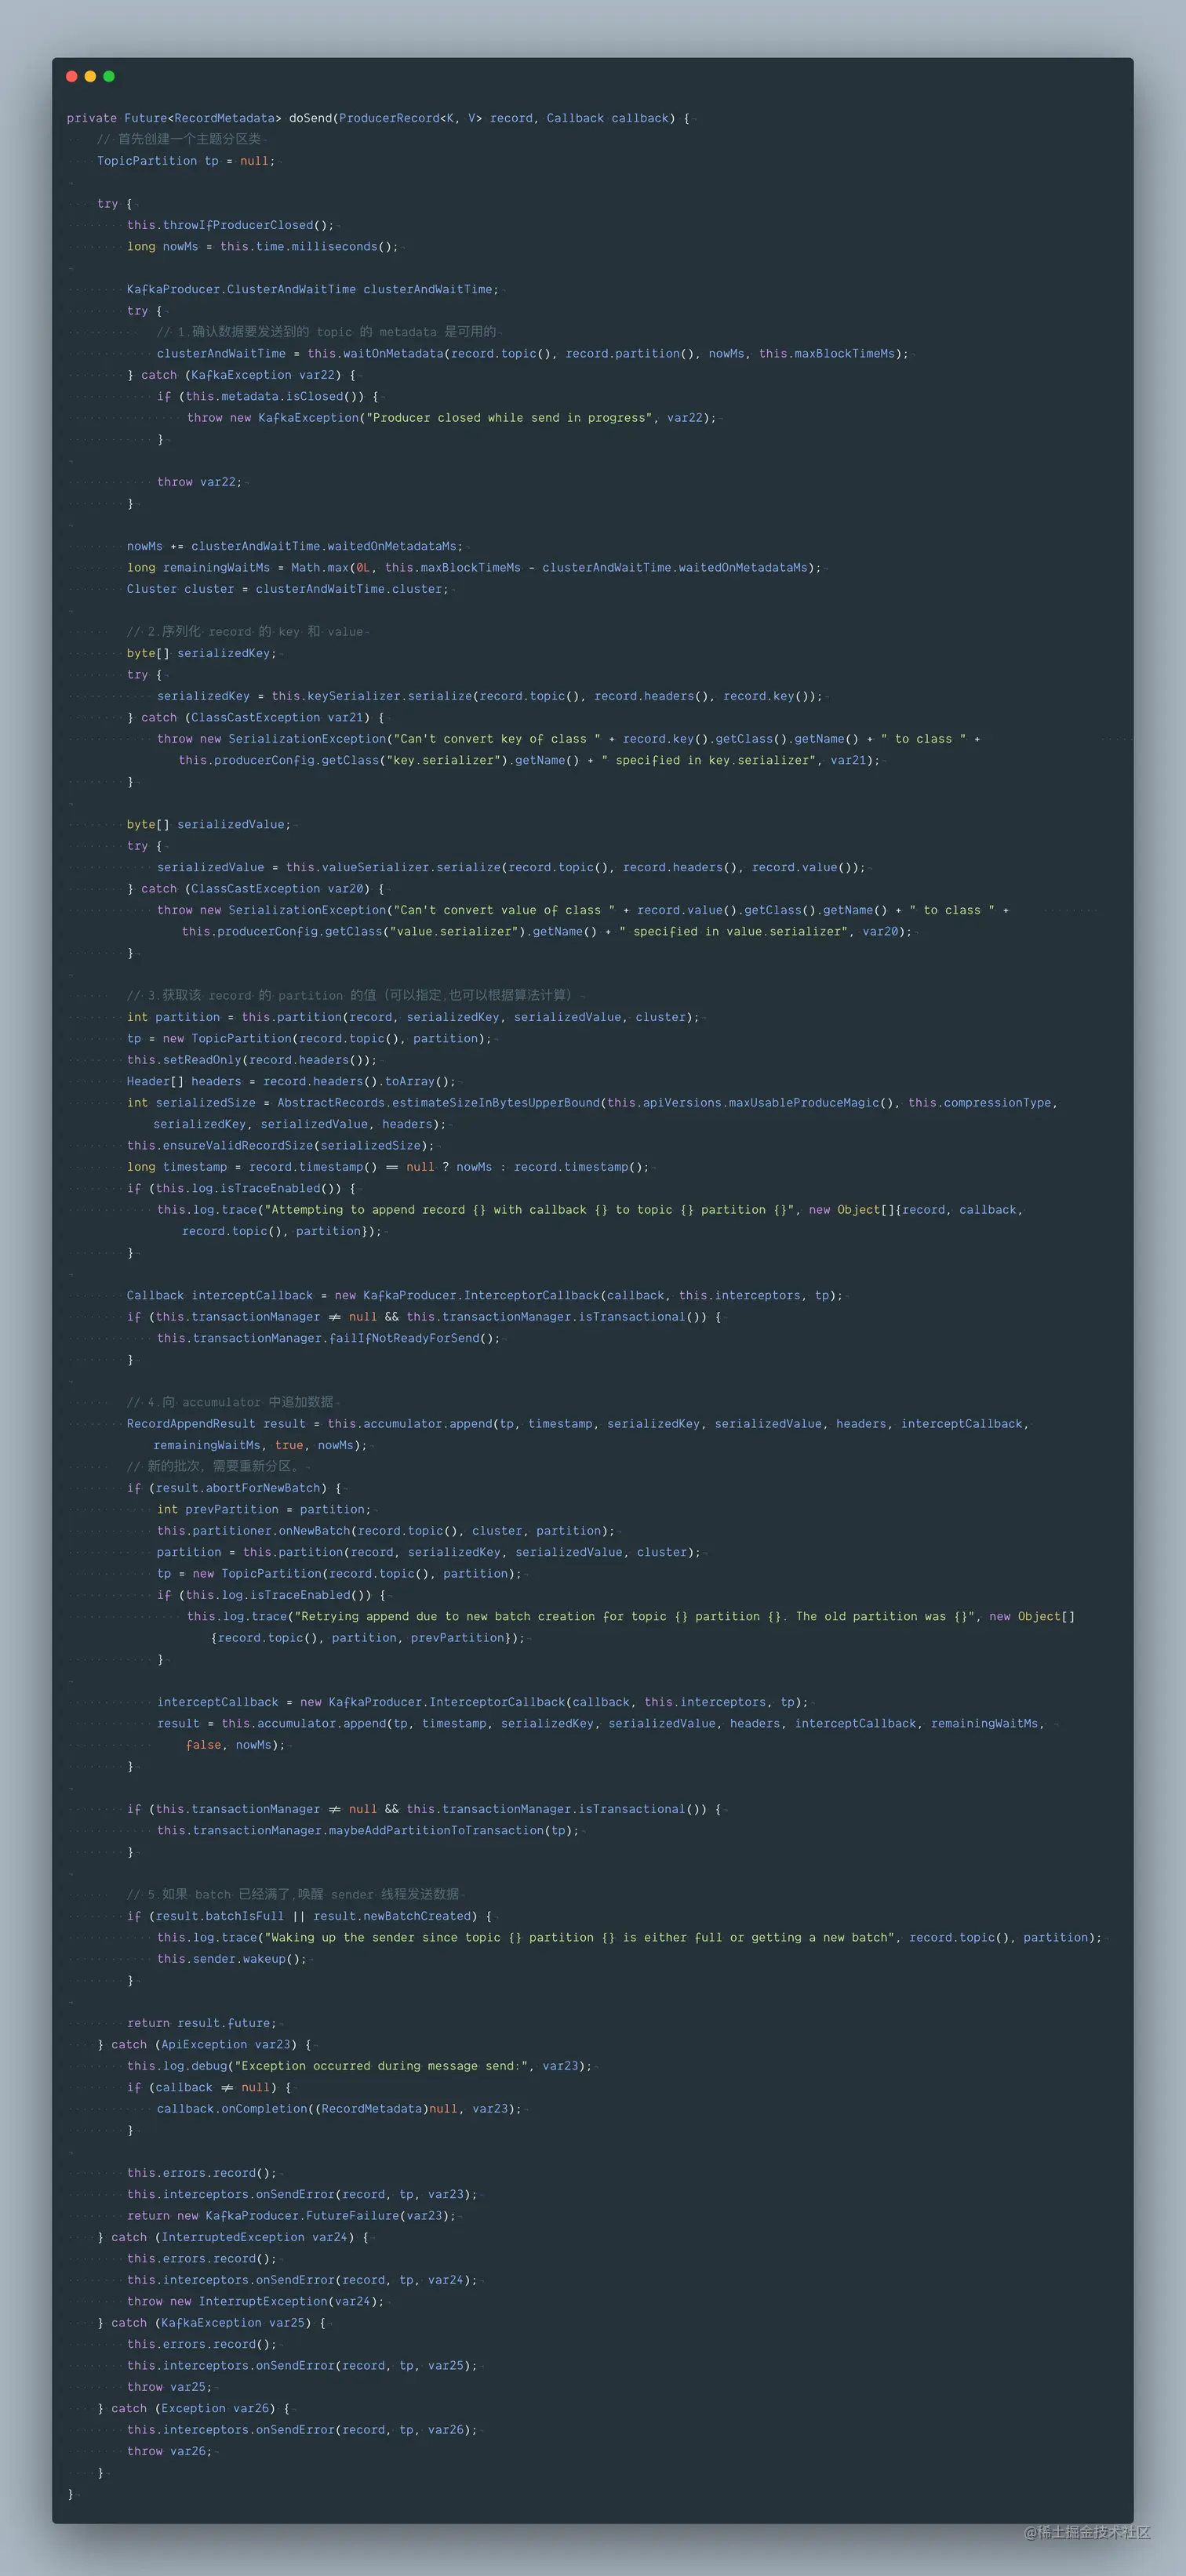 private Future<RecordMetadata> doSend(ProducerRecord<K, V> record, Callback callback) {
// 首先创建一个主题分区类
TopicPartition tp = null;
try {
this.throwIfProducerClosed();
long nowMs = this.time.milliseconds();
KafkaProducer.ClusterAndWaitTime clusterAndWaitTime;
try {
// 1.确认数据要发送到的 topic 的 metadata 是可用的
clusterAndWaitTime = this.waitOnMetadata(record.topic(), record.partition(), nowMs, this.maxBlockTimeMs);
} catch (KafkaException var22) {
if (this.metadata.isClosed()) {
throw new KafkaException("Producer closed while send in progress", var22);
}
throw var22;
}
nowMs += clusterAndWaitTime.waitedOnMetadataMs;
long remainingWaitMs = Math.max(0L, this.maxBlockTimeMs - clusterAndWaitTime.waitedOnMetadataMs);
Cluster cluster = clusterAndWaitTime.cluster;
// 2.序列化 record 的 key 和 value
byte[] serializedKey;
try {
serializedKey = this.keySerializer.serialize(record.topic(), record.headers(), record.key());
} catch (ClassCastException var21) {
throw new SerializationException("Can't convert key of class " + record.key().getClass().getName() + " to class " +
this.producerConfig.getClass("key.serializer").getName() + " specified in key.serializer", var21);
}
byte[] serializedValue;
try {
serializedValue = this.valueSerializer.serialize(record.topic(), record.headers(), record.value());
} catch (ClassCastException var20) {
throw new SerializationException("Can't convert value of class " + record.value().getClass().getName() + " to class " +
this.producerConfig.getClass("value.serializer").getName() + " specified in value.serializer", var20);
}
// 3.获取该 record 的 partition 的值（可以指定,也可以根据算法计算）
int partition = this.partition(record, serializedKey, serializedValue, cluster);
tp = new TopicPartition(record.topic(), partition);
this.setReadOnly(record.headers());
Header[] headers = record.headers().toArray();
int serializedSize = AbstractRecords.estimateSizeInBytesUpperBound(this.apiVersions.maxUsableProduceMagic(), this.compressionType,
serializedKey, serializedValue, headers);
this.ensureValidRecordSize(serializedSize);
long timestamp = record.timestamp() == null ? nowMs : record.timestamp();
if (this.log.isTraceEnabled()) {
this.log.trace("Attempting to append record {} with callback {} to topic {} partition {}", new Object[]{record, callback,
record.topic(), partition});
}
Callback interceptCallback = new KafkaProducer.InterceptorCallback(callback, this.interceptors, tp);
if (this.transactionManager != null && this.transactionManager.isTransactional()) {
this.transactionManager.failIfNotReadyForSend();
}
// 4.向 accumulator 中追加数据
RecordAppendResult result = this.accumulator.append(tp, timestamp, serializedKey, serializedValue, headers, interceptCallback,
remainingWaitMs, true, nowMs);
// 新的批次, 需要重新分区。
if (result.abortForNewBatch) {
int prevPartition = partition;
this.partitioner.onNewBatch(record.topic(), cluster, partition);
partition = this.partition(record, serializedKey, serializedValue, cluster);
tp = new TopicPartition(record.topic(), partition);
if (this.log.isTraceEnabled()) {
this.log.trace("Retrying append due to new batch creation for topic {} partition {}. The old partition was {}", new Object[]
{record.topic(), partition, prevPartition});
}
interceptCallback = new KafkaProducer.InterceptorCallback(callback, this.interceptors, tp);
result = this.accumulator.append(tp, timestamp, serializedKey, serializedValue, headers, interceptCallback, remainingWaitMs,
false, nowMs);
}
if (this.transactionManager != null && this.transactionManager.isTransactional()) {
this.transactionManager.maybeAddPartitionToTransaction(tp);
}
// 5.如果 batch 已经满了,唤醒 sender 线程发送数据
if (result.batchIsFull || result.newBatchCreated) {
this.log.trace("Waking up the sender since topic {} partition {} is either full or getting a new batch", record.topic(), partition);
this.sender.wakeup();
}
return result.future;
} catch (ApiException var23) {
this.log.debug("Exception occurred during message send:", var23);
if (callback != null) {
callback.onCompletion((RecordMetadata)null, var23);
}
this.errors.record();
this.interceptors.onSendError(record, tp, var23);
return new KafkaProducer.FutureFailure(var23);
} catch (InterruptedException var24) {
this.errors.record();
this.interceptors.onSendError(record, tp, var24);
throw new InterruptException(var24);
} catch (KafkaException var25) {
this.errors.record();
this.interceptors.onSendError(record, tp, var25);
throw var25;
} catch (Exception var26) {
this.interceptors.onSendError(record, tp, var26);
throw var26;
}
}
@稀土掘金技术社区